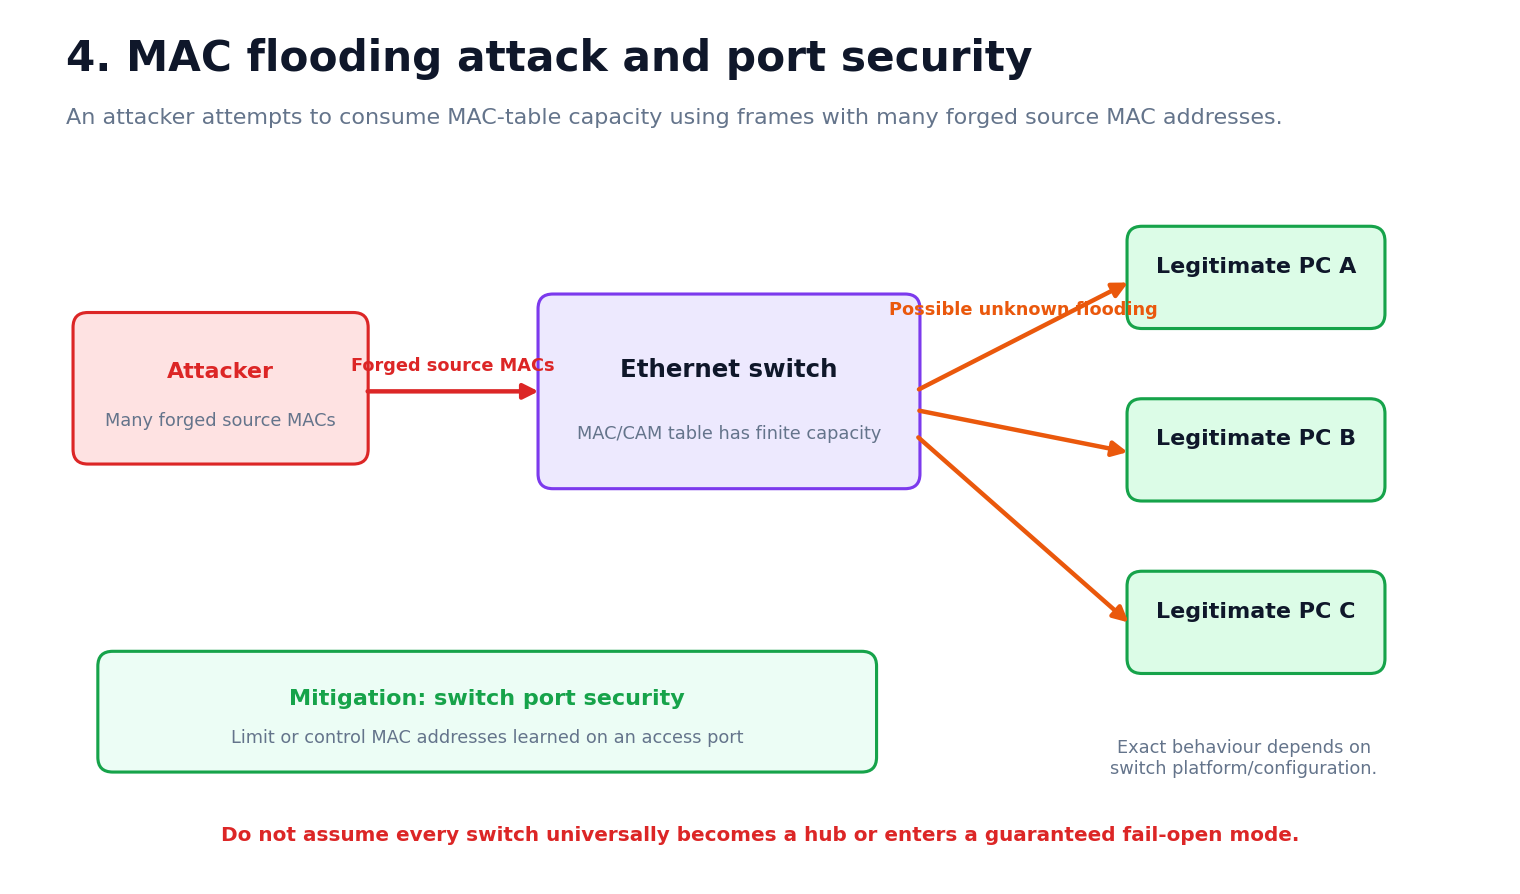 4. MAC flooding attack and port security
An attacker attempts to consume MAC-table capacity using frames with many forged source MAC addresses.
Attacker
Many forged source MACs
Forged source MACs
Ethernet switch
MAC/CAM table has finite capacity
Possible unknown flooding
Legitimate PC A
Legitimate PC B
Legitimate PC C
Mitigation: switch port security
Limit or control MAC addresses learned on an access port
Exact behaviour depends on
switch platform/configuration.
Do not assume every switch universally becomes a hub or enters a guaranteed fail-open mode.